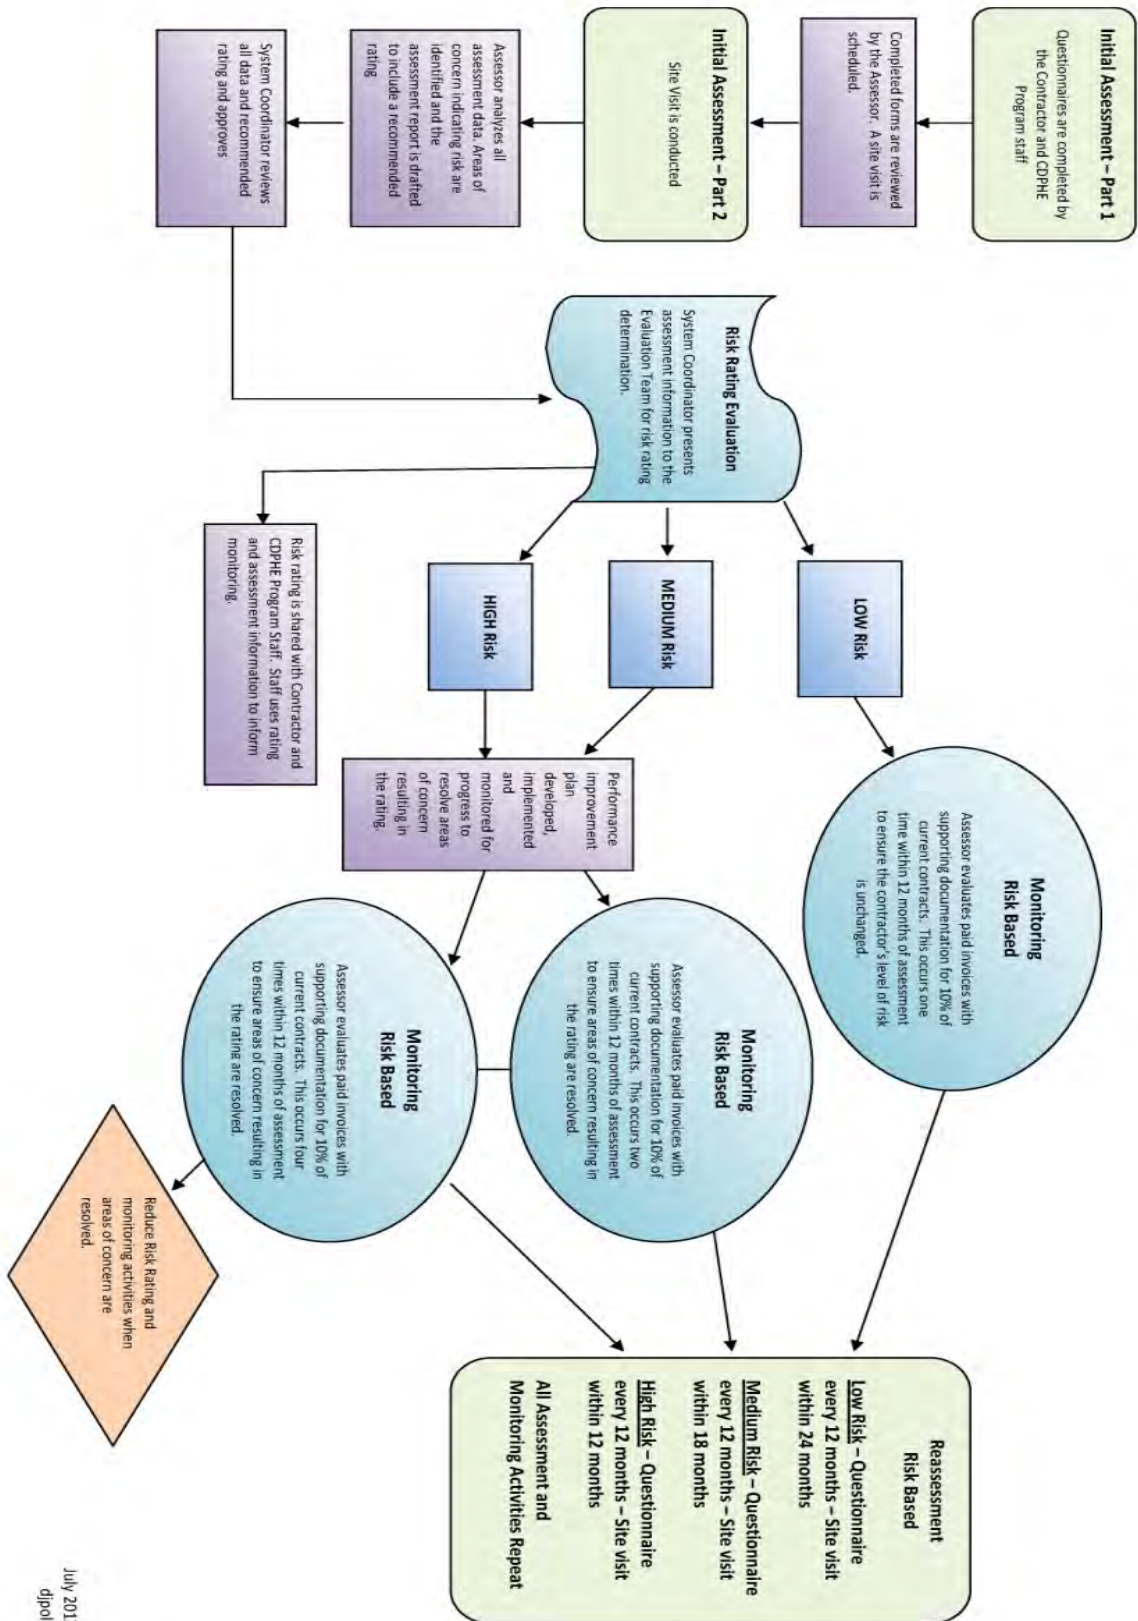 Initial Assessment – Part 1
Questionnaires are completed by
the Contractor and CDPHE
Program staff
Completed forms are reviewed
by the Assessor. A site visit is
scheduled.
Initial Assessment – Part 2
Site Visit is conducted
Assessor analyzes all
assessment data. Areas of
concern indicating risk are
identified and the
assessment report is drafted
to include a recommended
rating
System Coordinator reviews
all data and recommended
rating and approves
Risk Rating Evaluation
System Coordinator presents
assessment information to the
Evaluation Team for risk rating
determination.
Risk rating is shared with Contractor and
CDPHE Program Staff. Staff uses rating
and assessment information to inform
monitoring.
LOW Risk
MEDIUM Risk
HIGH Risk
Performance
improvement
plan
developed,
implemented
and
monitored for
progress to
resolve areas
of concern
resulting in
the rating.
Monitoring
Risk Based
Assessor evaluates paid invoices with
supporting documentation for 10% of
current contracts. This occurs one
time within 12 months of assessment
to ensure the contractor's level of risk
is unchanged.
Monitoring
Risk Based
Assessor evaluates paid invoices with
supporting documentation for 10% of
current contracts. This occurs two
times within 12 months of assessment
to ensure areas of concern resulting in
the rating are resolved.
Monitoring
Risk Based
Assessor evaluates paid invoices with
supporting documentation for 10% of
current contracts. This occurs four
times within 12 months of assessment
to ensure areas of concern resulting in
the rating are resolved.
Reduce Risk Rating and
monitoring activities when
areas of concern are
resolved.
Reassessment
Risk Based
Low Risk – Questionnaire
every 12 months – Site visit
within 24 months
Medium Risk – Questionnaire
every 12 months – Site visit
within 18 months
High Risk – Questionnaire
every 12 months – Site visit
within 12 months
All Assessment and
Monitoring Activities Repeat
July